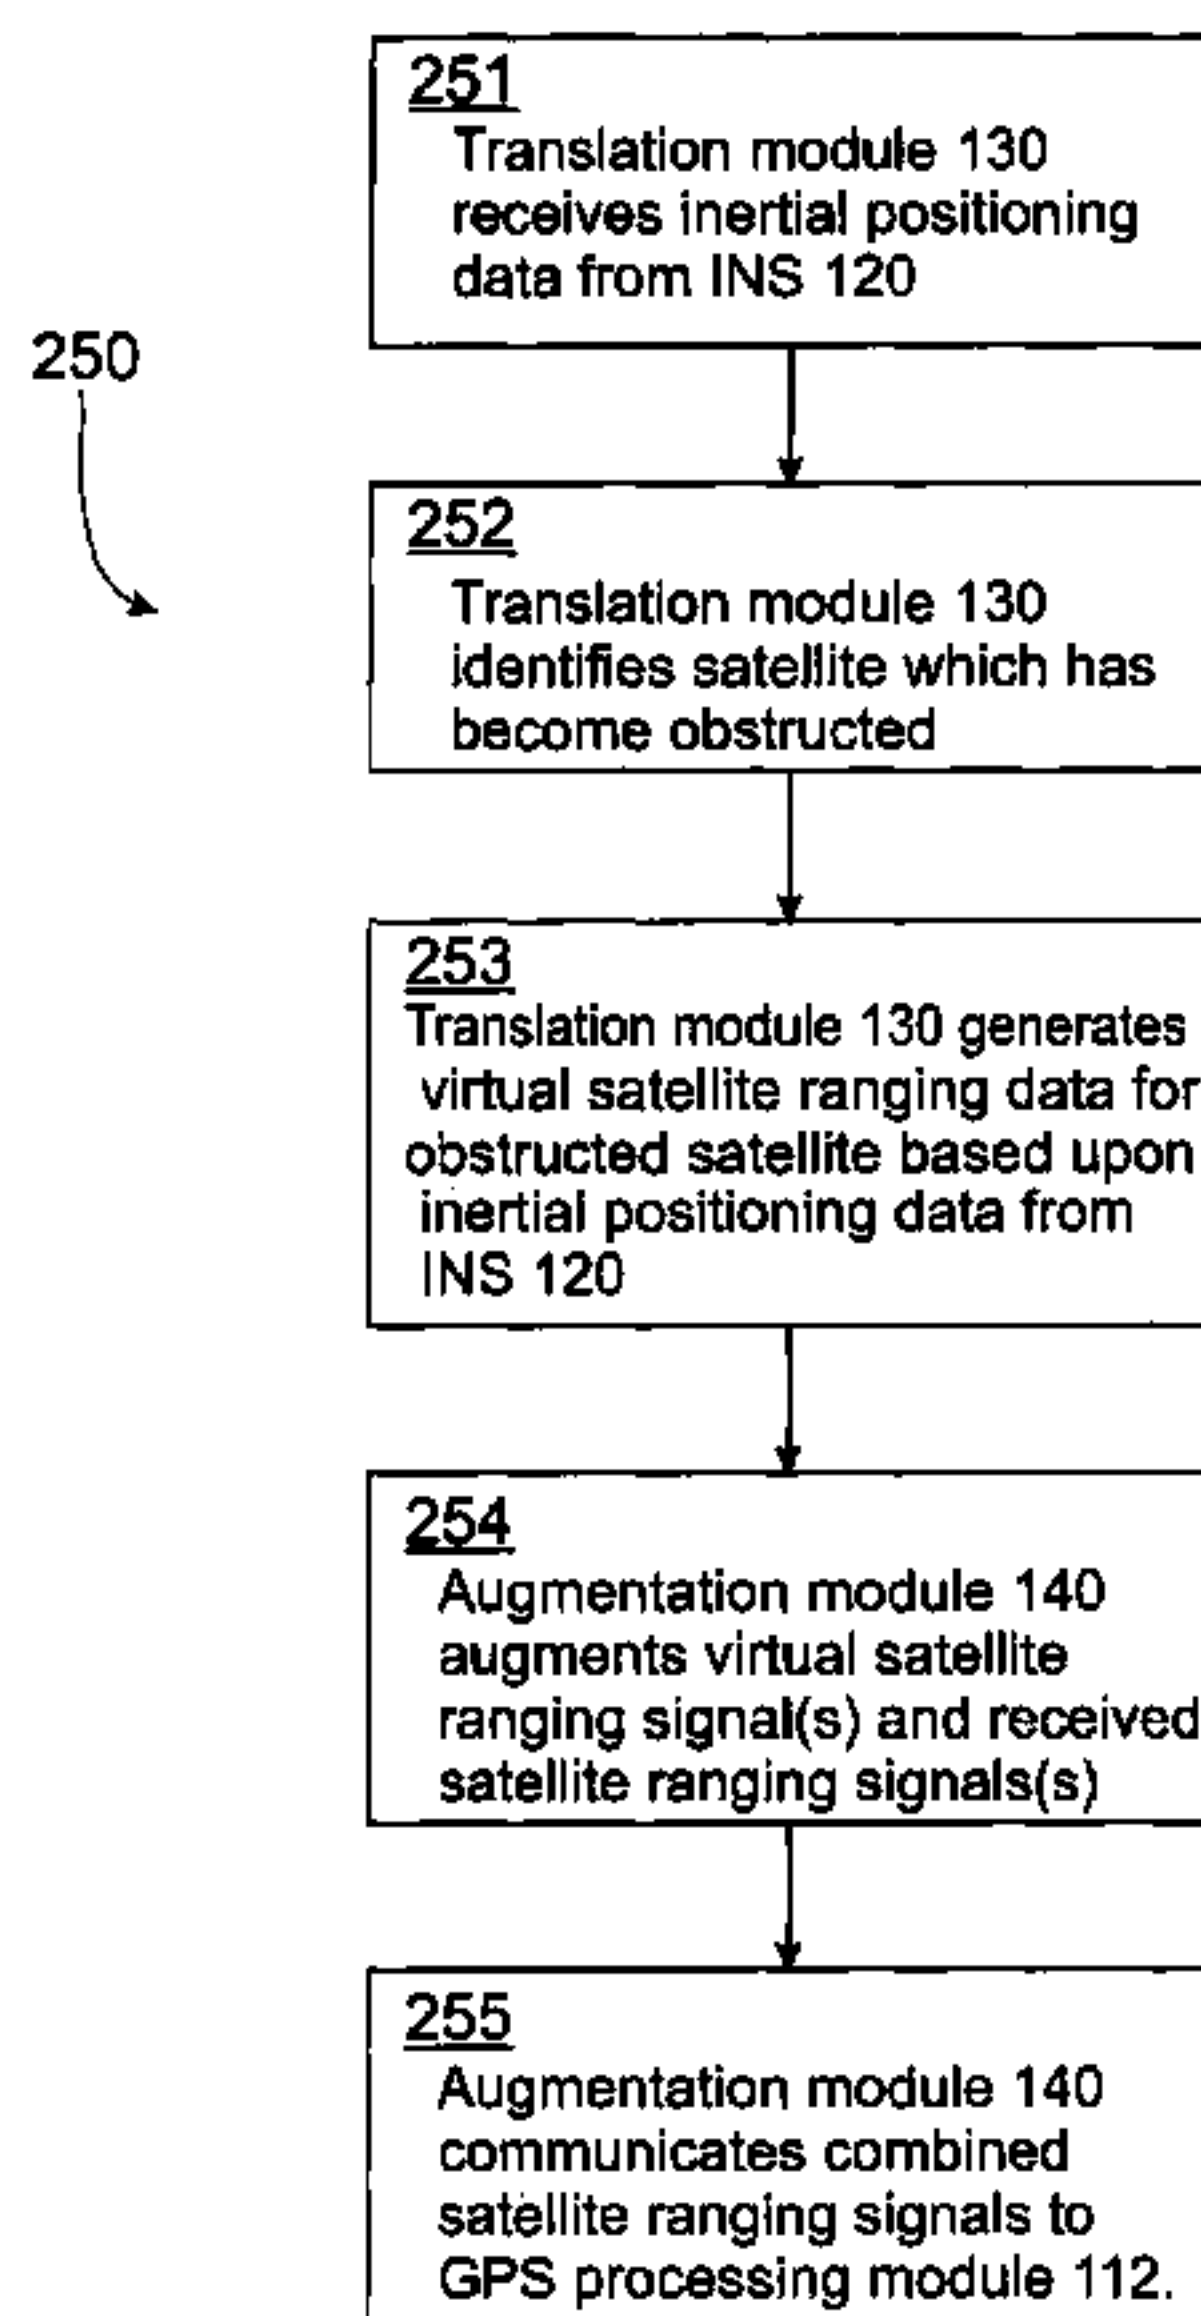 251
Translation module 130
receives inertial positioning
data from INS 120
250
252
Translation module 130
identifies satellite which has
become obstructed
253
Translation module 130 generates
virtual satellite ranging data for
obstructed satellite based upon
inertial positioning data from
INS 120
254
Augmentation module 140
augments virtual satellite
ranging signal(s) and received
satellite ranging signals(s)
255
Augmentation module 140
communicates combined
satellite ranging signals to
GPS processing module 112.